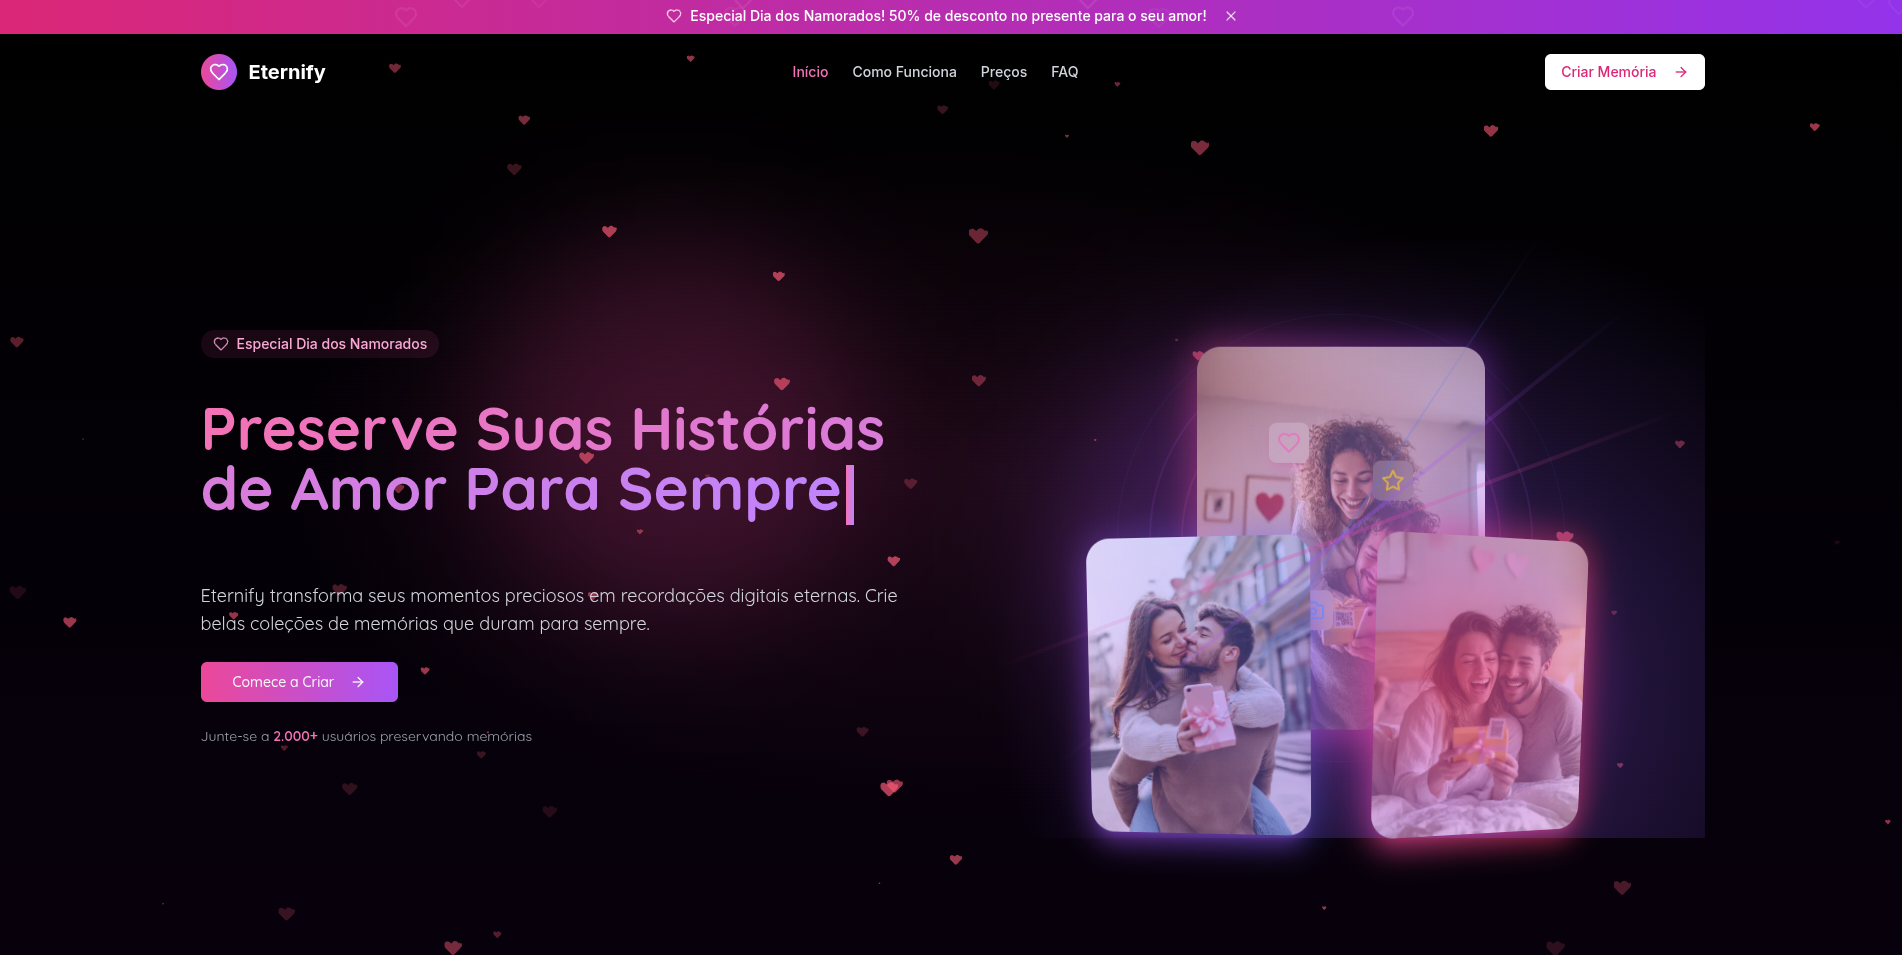 Especial Dia dos Namorados! 50% de desconto no presente para o seu amor!
Eternify
Início
Como Funciona
Preços
FAQ
Criar Memória
Especial Dia dos Namorados
Preserve Suas Histórias
de Amor Para Sempre
Eternify transforma seus momentos preciosos em recordações digitais eternas. Crie
belas coleções de memórias que duram para sempre.
Comece a Criar
Junte-se a 2.000+ usuários preservando memórias